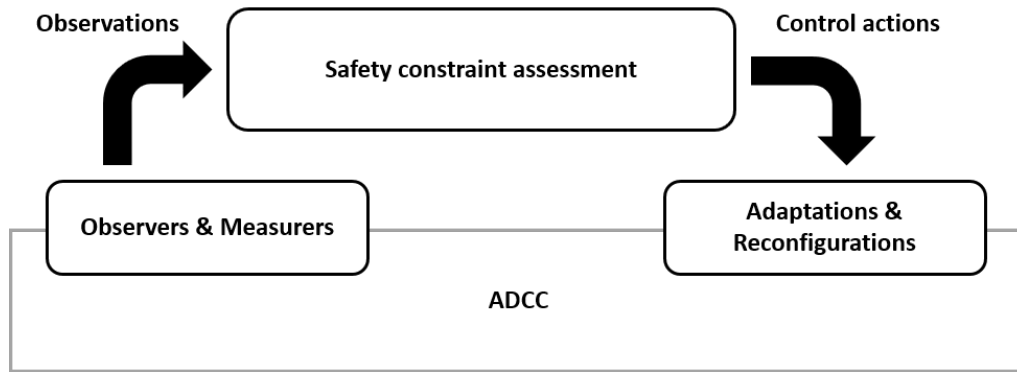 Observations
Control actions
Safety constraint assessment
Observers & Measurers
Adaptations &
Reconfigurations
ADCC